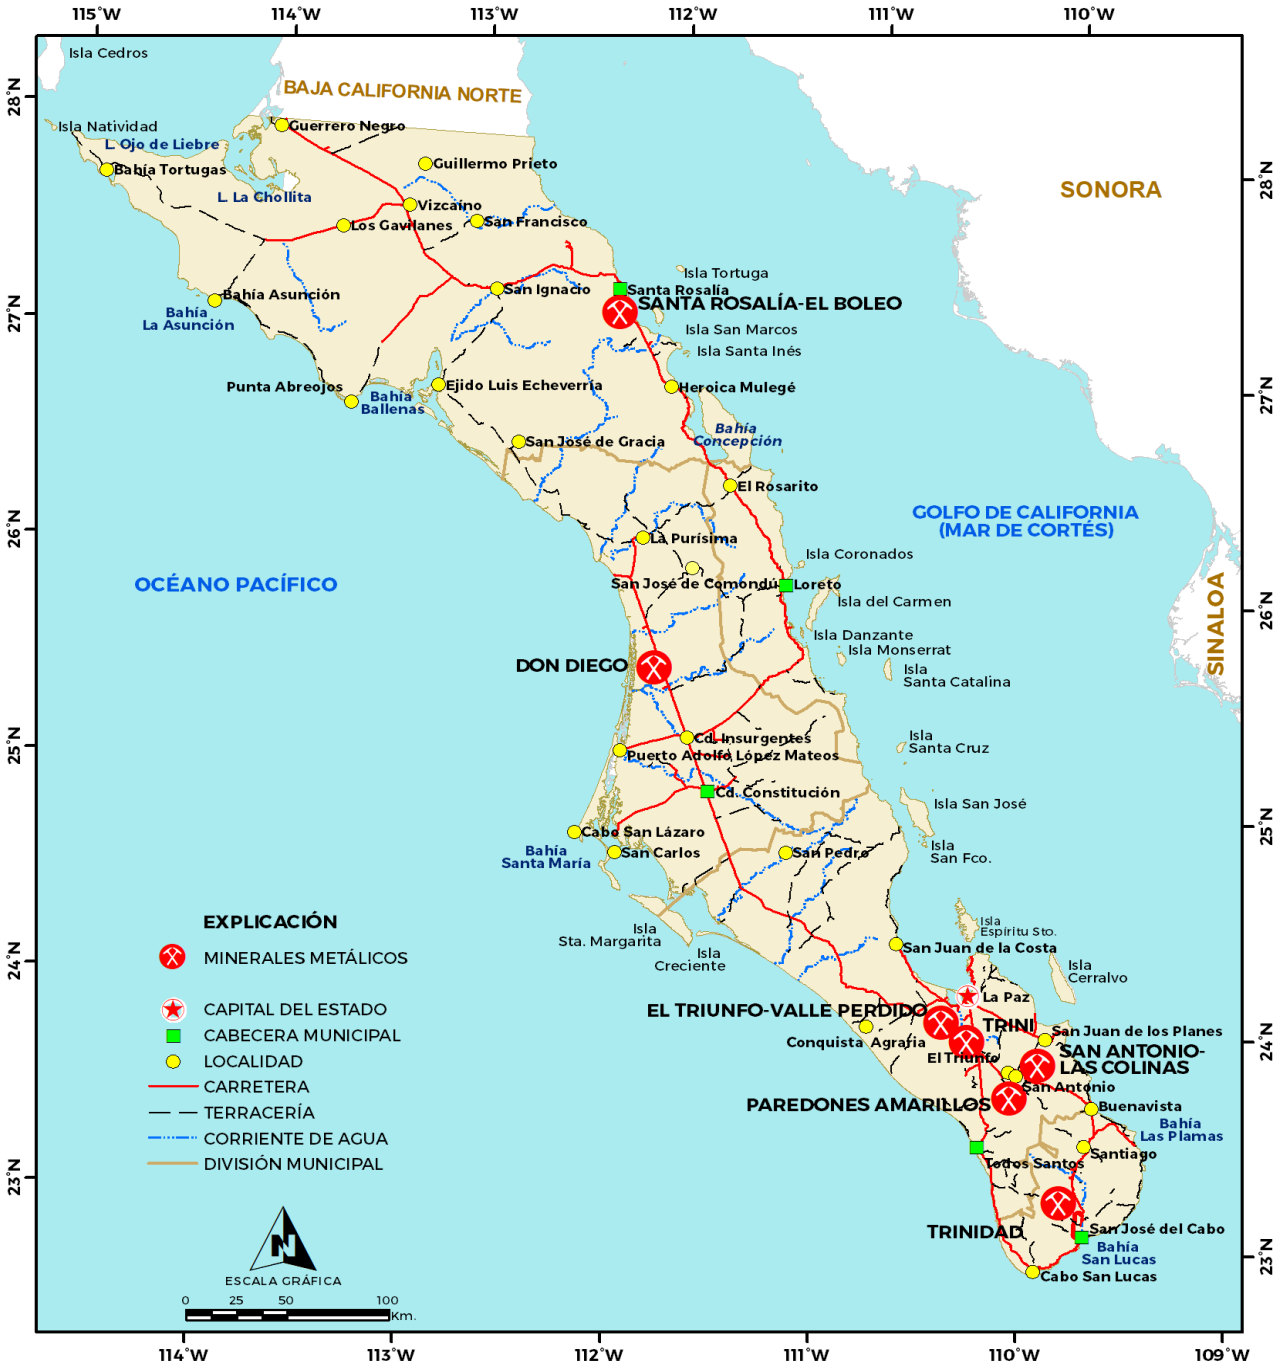 115°W 114°W 113°W 112°W 111°W 110°W
Isla Cedros
28°N
BAJA CALIFORNIA NORTE
Isla Natividad
Guerrero Negro
L. Ojo de Liebre
Bahía Tortugas
Guillermo Prieto
28°N
SONORA
L. La Chollita
Vizcaino
Los Gavilanes
San Francisco
Isla Tortuga
San Ignacio
Santa Rosalía
Bahía Asunción
SANTA ROSALÍA-EL BOLEO
27°N
Bahía
La Asunción
Isla San Marcos
Isla Santa Inés
Punta Abreojos
Ejido Luis Echeverría
Heroica Mulegé
27°N
Bahía
Ballenas
Bahía
Concepción
San José de Gracia
El Rosarito
GOLFO DE CALIFORNIA
(MAR DE CORTÉS)
26°N
La Purísima
Isla Coronados
OCÉANO PACÍFICO
San José de Comondú
Loreto
Isla del Carmen
26°N
SINALOA
Isla Danzante
Isla Monserrat
DON DIEGO
Isla
Santa Catalina
25°N
Cd. Insurgentes
Isla
Santa Cruz
Puerto Adolfo López Mateos
Cd. Constitución
Isla San José
25°N
Cabo San Lázaro
Bahía
Santa María
San Carlos
San Pedro
Isla
San Fco.
EXPLICACIÓN
MINERALES METÁLICOS
Isla
Sta. Margarita
Isla
Creciente
Isla
Espíritu Sto.
San Juan de la Costa
24°N
Isla
Cerralvo
CAPITAL DEL ESTADO
La Paz
EL TRIUNFO-VALLE PERDIDO
TRINI
San Juan de los Planes
24°N
CABECERA MUNICIPAL
Conquista Agraria
LOCALIDAD
El Triunfo
SAN ANTONIO-
LAS COLINAS
CARRETERA
San Antonio
PAREDONES AMARILLOS
Buenavista
TERRACERÍA
Bahía
Las Plamas
CORRIENTE DE AGUA
Santiago
DIVISIÓN MUNICIPAL
Todos Santos
23°N
TRINIDAD
San José del Cabo
N
Bahía
San Lucas
23°N
ESCALA GRÁFICA
Cabo San Lucas
0 25 50 100
Km.
114°W 113°W 112°W 111°W 110°W 109°W